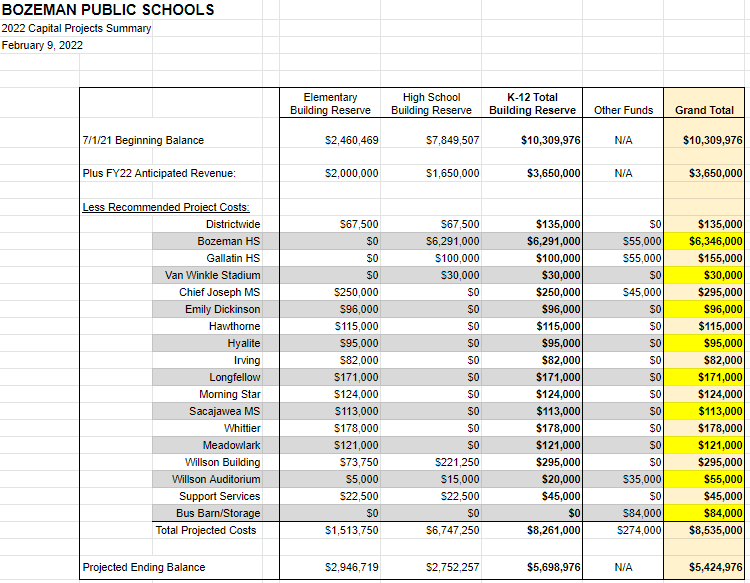 BOZEMAN PUBLIC SCHOOLS
2022 Capital Projects Summary
February 9, 2022
Elementary Building Reserve High School Building Reserve K-12 Total Building Reserve Other Funds Grand Total
7/1/21 Beginning Balance $2,460,469 $7,849,507 $10,309,976 N/A $10,309,976
Plus FY22 Anticipated Revenue: $2,000,000 $1,650,000 $3,650,000 N/A $3,650,000
Less Recommended Project Costs:
Districtwide $67,500 $67,500 $135,000 $0 $135,000
Bozeman HS $0 $6,291,000 $6,291,000 $55,000 $6,346,000
Gallatin HS $0 $100,000 $100,000 $55,000 $155,000
Van Winkle Stadium $0 $30,000 $30,000 $0 $30,000
Chief Joseph MS $250,000 $0 $250,000 $45,000 $295,000
Emily Dickinson $96,000 $0 $96,000 $0 $96,000
Hawthorne $115,000 $0 $115,000 $0 $115,000
Hyalite $95,000 $0 $95,000 $0 $95,000
Irving $82,000 $0 $82,000 $0 $82,000
Longfellow $171,000 $0 $171,000 $0 $171,000
Morning Star $124,000 $0 $124,000 $0 $124,000
Sacajawea MS $113,000 $0 $113,000 $0 $113,000
Whittier $178,000 $0 $178,000 $0 $178,000
Meadowlark $121,000 $0 $121,000 $0 $121,000
Willson Building $73,750 $221,250 $295,000 $0 $295,000
Willson Auditorium $5,000 $15,000 $20,000 $35,000 $55,000
Support Services $22,500 $22,500 $45,000 $0 $45,000
Bus Barn/Storage $0 $0 $0 $84,000 $84,000
Total Projected Costs $1,513,750 $6,747,250 $8,261,000 $274,000 $8,535,000
Projected Ending Balance $2,946,719 $2,752,257 $5,698,976 N/A $5,424,976